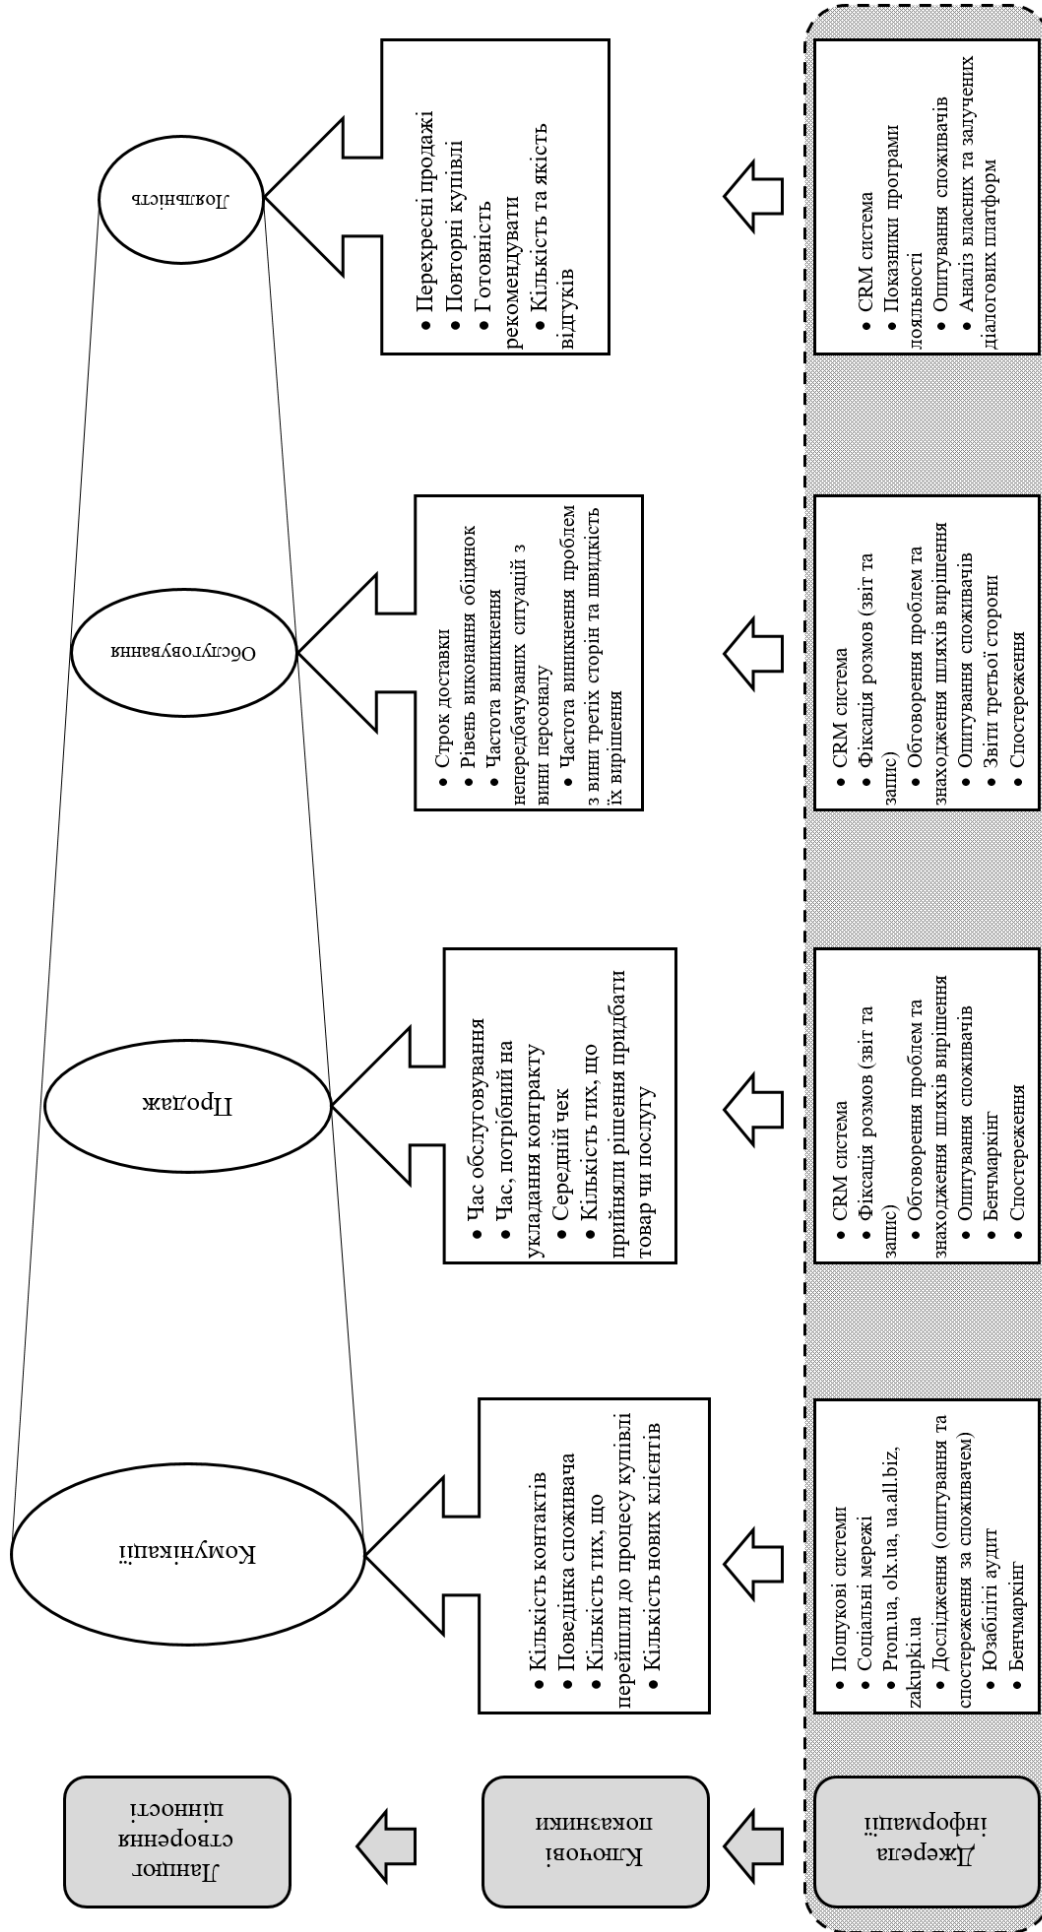 Ланцюг
створення
цінності
Комунікації
Продаж
Обслуговування
Лояльність
Ключові
показники
• Кількість контактів
• Поведінка споживача
• Кількість тих, що
перейшли до процесу купівлі
• Кількість нових клієнтів
• Час обслуговування
• Час, потрібний на
укладання контракту
• Середній чек
• Кількість тих, що
прийняли рішення придбати
товар чи послугу
• Строк доставки
• Рівень виконання обіцянок
• Частота виникнення
непередбачуваних ситуацій з
вини персоналу
• Частота виникнення проблем
з вини третіх сторін та швидкість
їх вирішення
• Перехресні продажі
• Повторні купівлі
• Готовність
рекомендувати
• Кількість та якість
відгуків
Джерела
інформації
• Пошукові системи
• Соціальні мережі
• Prom.ua, olx.ua, ua.all.biz,
zakupki.ua
• Дослідження (опитування та
спостереження за споживачем)
• Юзабіліті аудит
• Бенчмаркінг
• CRM система
• Фіксація розмов (звіт та
запис)
• Обговорення проблем та
знаходження шляхів вирішення
• Опитування споживачів
• Бенчмаркінг
• Спостереження
• CRM система
• Фіксація розмов (звіт та
запис)
• Обговорення проблем та
знаходження шляхів вирішення
• Опитування споживачів
• Звіти третьої сторони
• Спостереження
• CRM система
• Показники програми
лояльності
• Опитування споживачів
• Аналіз власних та залучених
діалогових платформ